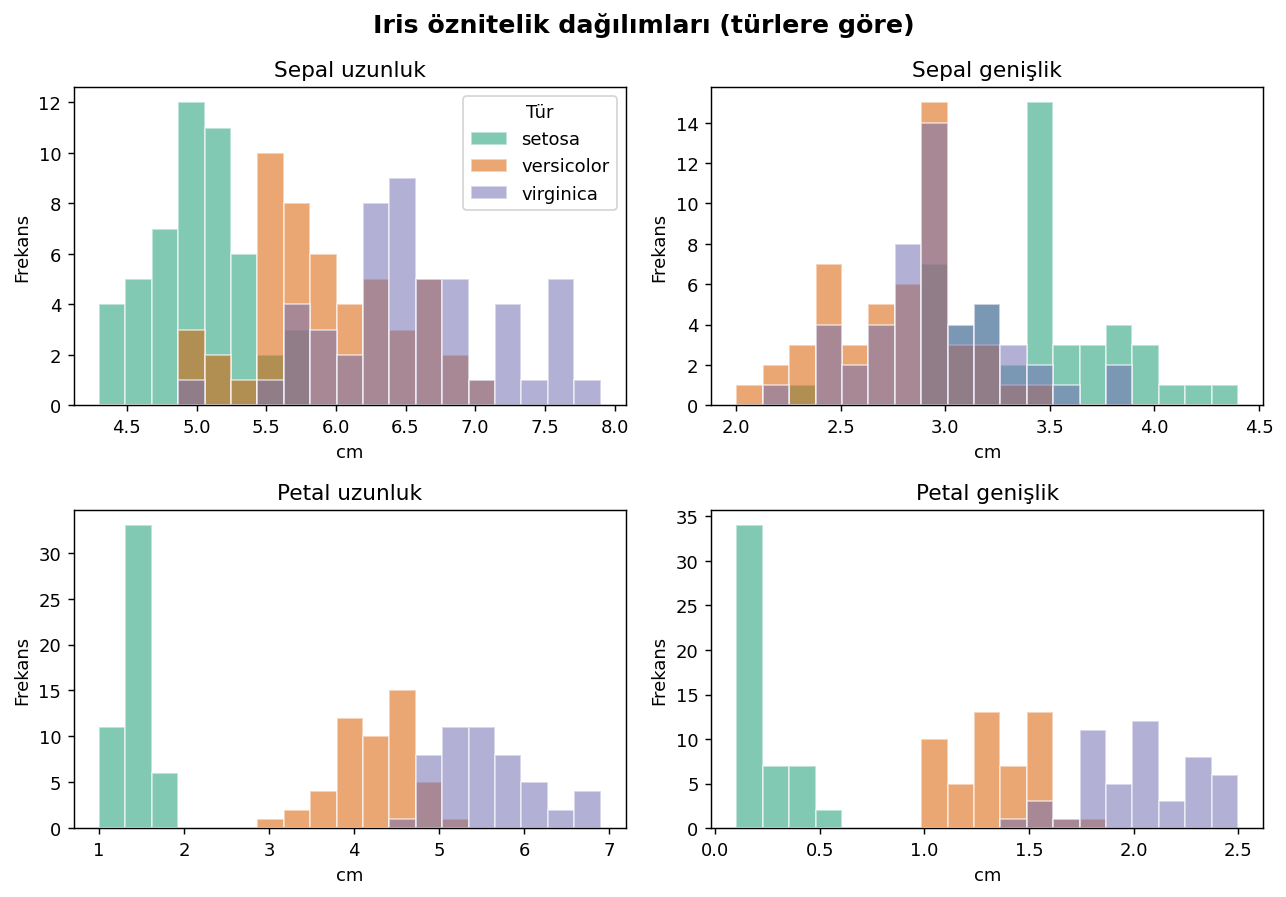 Iris öznitelik dağılımları (türlere göre)
Sepal uzunluk
Frekans
12
10
8
6
4
2
0
4.5 5.0 5.5 6.0 6.5 7.0 7.5 8.0
cm
Tür
setosa
versicolor
virginica
Sepal genişlik
Frekans
14
12
10
8
6
4
2
0
2.0 2.5 3.0 3.5 4.0 4.5
cm
Petal uzunluk
Frekans
30
25
20
15
10
5
0
1 2 3 4 5 6 7
cm
Petal genişlik
Frekans
35
30
25
20
15
10
5
0
0.0 0.5 1.0 1.5 2.0 2.5
cm